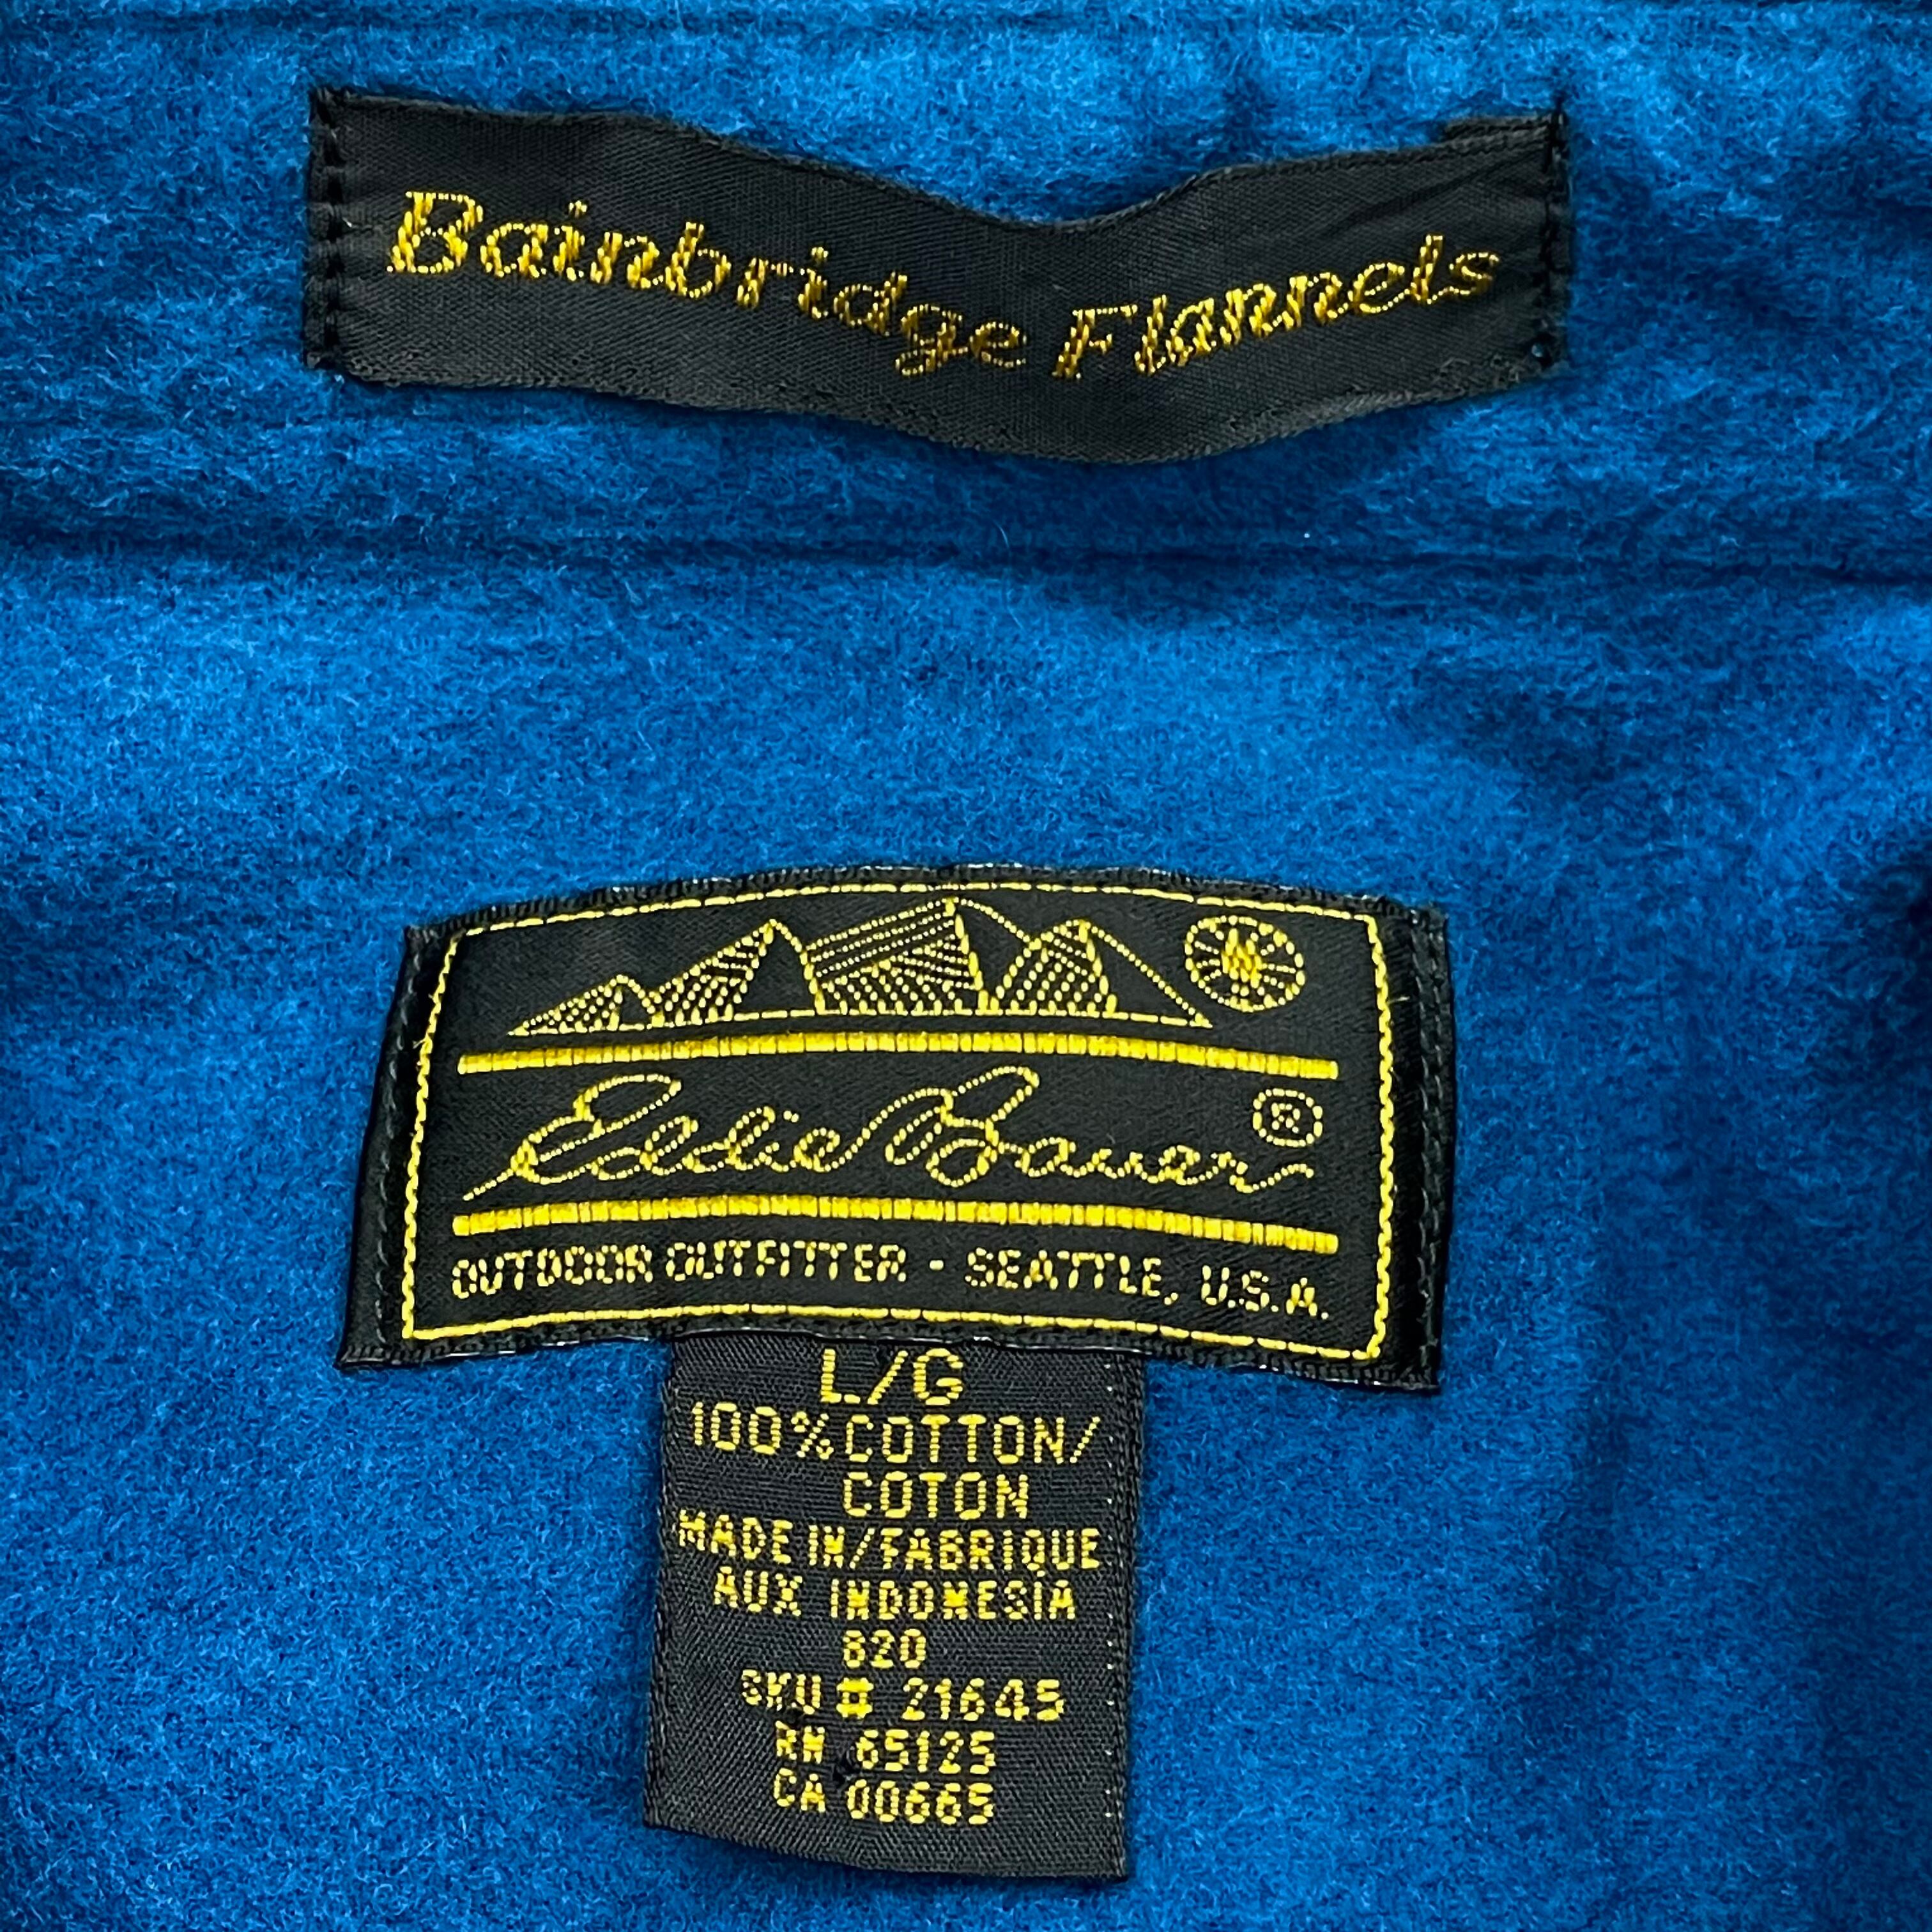 Bainbridge Flannels
Eddie Bauer ®
OUTDOOR OUTFITTER - SEATTLE, U.S.A.
L/G
100% COTTON/
COTON
MADE IN/FABRIQUE
AUX INDONESIA
820
SKU # 21645
RN 65125
CA 00665